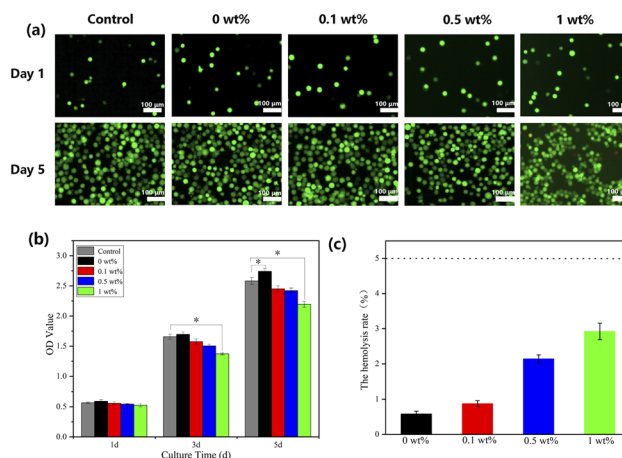 Control 0 wt% 0.1 wt% 0.5 wt% 1 wt%
(a)
Day 1
100 μm 100 μm 100 μm 100 μm 100 μm
Day 5
100 μm 100 μm 100 μm 100 μm 100 μm
(b)
Control
0 wt%
0.1 wt%
0.5 wt%
1 wt%
* * *
3.0
2.5
2.0
1.5
1.0
0.5
0.0
OD Value
1d 3d 5d
Culture Time (d)
(c)
6
5
4
3
2
1
0
The hemolysis rate (%)
0 wt% 0.1 wt% 0.5 wt% 1 wt%